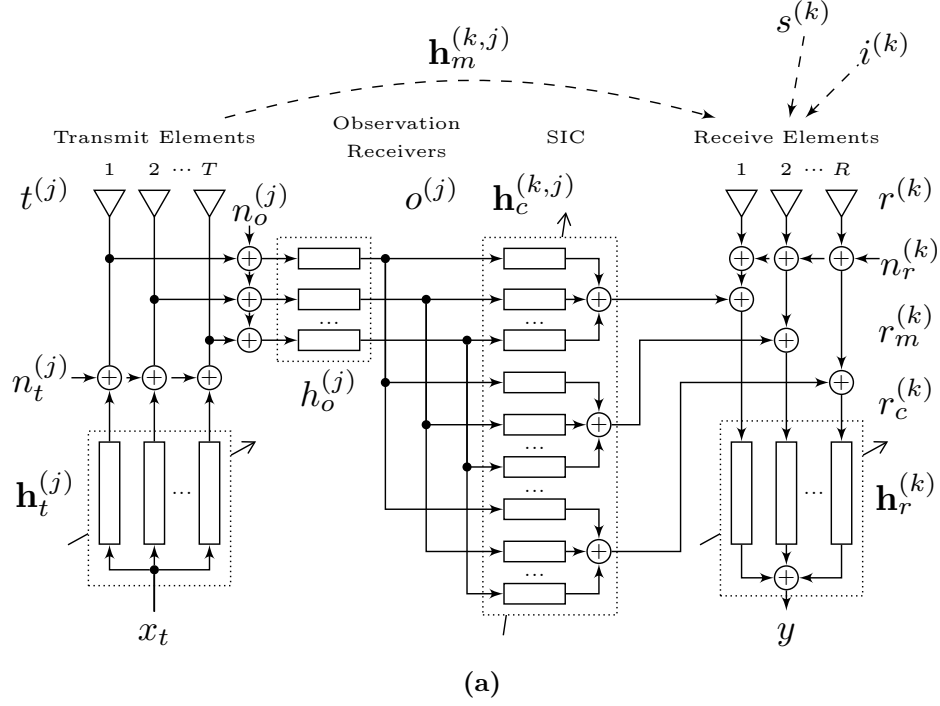 s^{(k)}
h_m^{(k,j)}
i^{(k)}
Transmit Elements
Observation
Receivers
SIC
Receive Elements
1 2 ... T
1 2 ... R
t^{(j)}
n_o^{(j)}
o^{(j)}
h_c^{(k,j)}
r^{(k)}
+ + + +
n_r^{(k)}
+ ... + +
+ ... + r_m^{(k)}
n_t^{(j)} + + +
h_o^{(j)}
+
r_c^{(k)}
+
...
h_t^{(j)}
...
...
h_r^{(k)}
+
... +
x_t
y
(a)